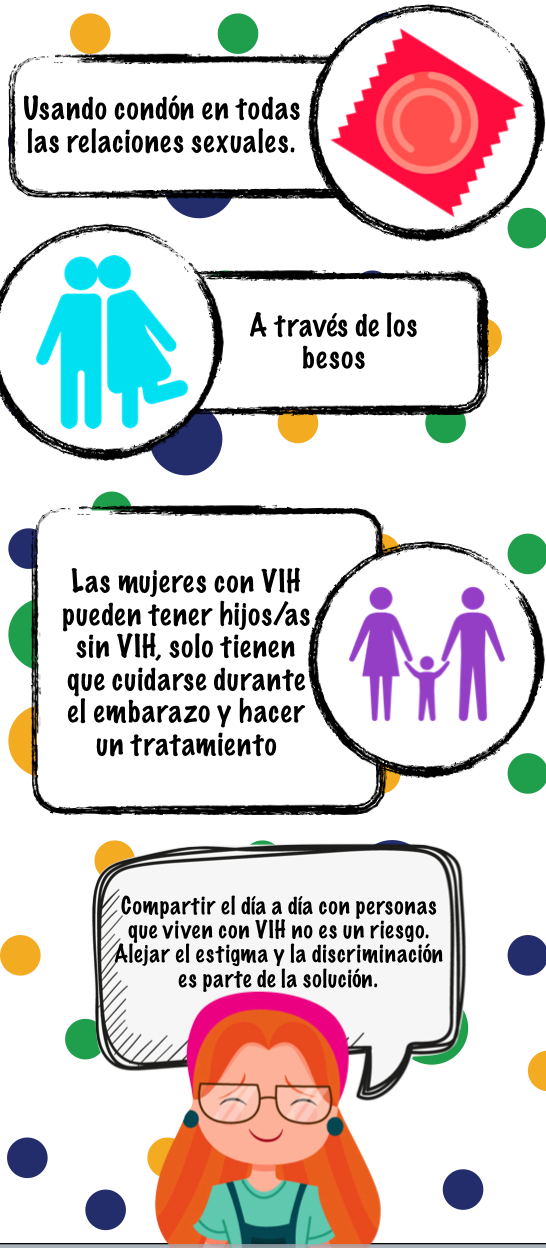 Usando condón en todas
las relaciones sexuales.
A través de los
besos
Las mujeres con VIH
pueden tener hijos/as
sin VIH, solo tienen
que cuidarse durante
el embarazo y hacer
un tratamiento
Compartir el día a día con personas
que viven con VIH no es un riesgo.
Alejar el estigma y la discriminación
es parte de la solución.